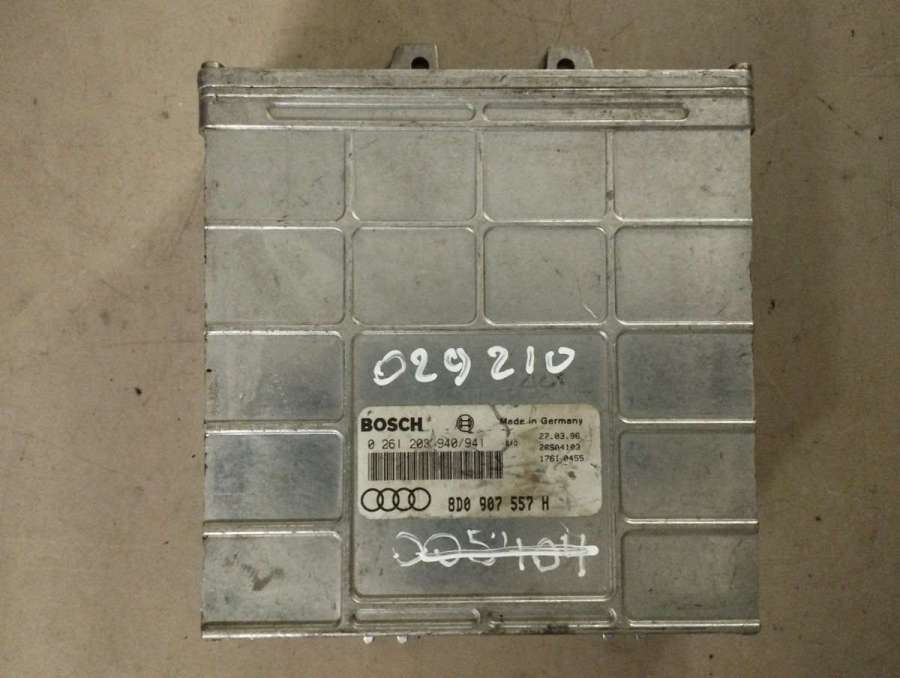 029210
BOSCH
Made in Germany
0 261 203 940/941
27.03.96
28SA4103
1761 0455
8D0 907 557 H